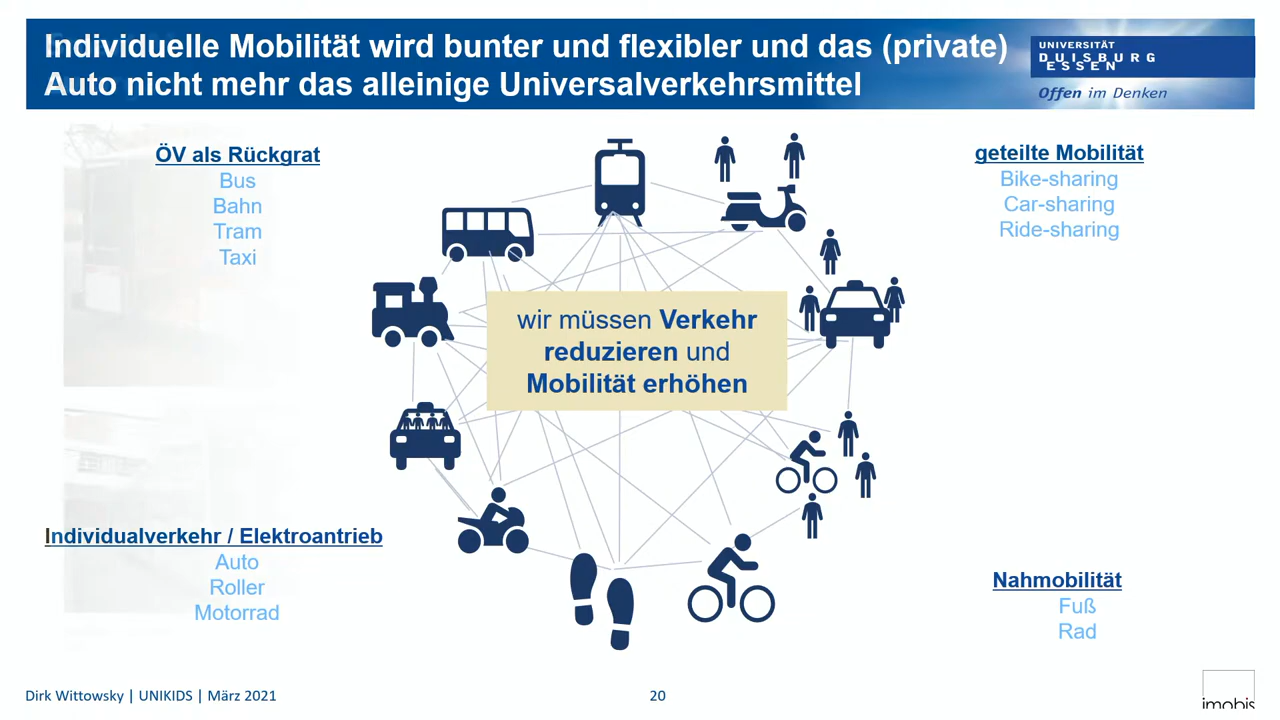 Individuelle Mobilität wird bunter und flexibler und das (private)
Auto nicht mehr das alleinige Universalverkehrsmittel
UNIVERSITÄT
DUISBURG
ESSEN
Offen im Denken
ÖV als Rückgrat
Bus
Bahn
Tram
Taxi
geteilte Mobilität
Bike-sharing
Car-sharing
Ride-sharing
wir müssen Verkehr
reduzieren und
Mobilität erhöhen
Individualverkehr / Elektroantrieb
Auto
Roller
Motorrad
Nahmobilität
Fuß
Rad
Dirk Wittowsky | UNIKIDS | März 2021
20
imobis